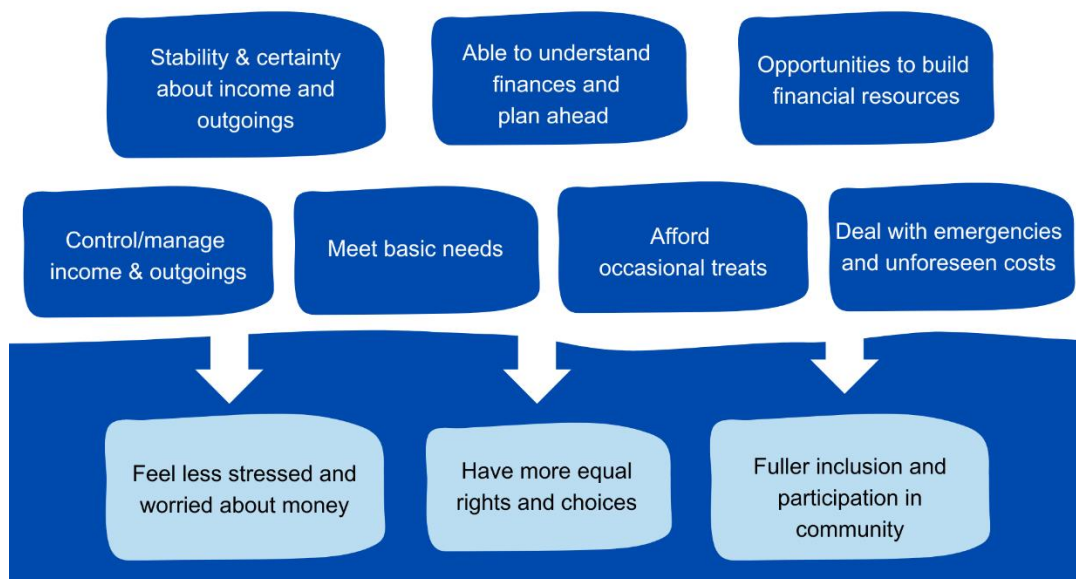 Stability & certainty
about income and
outgoings
Able to understand
finances and
plan ahead
Opportunities to build
financial resources
Control/manage
income & outgoings
Meet basic needs
Afford
occasional treats
Deal with emergencies
and unforeseen costs
Feel less stressed and
worried about money
Have more equal
rights and choices
Fuller inclusion and
participation in
community